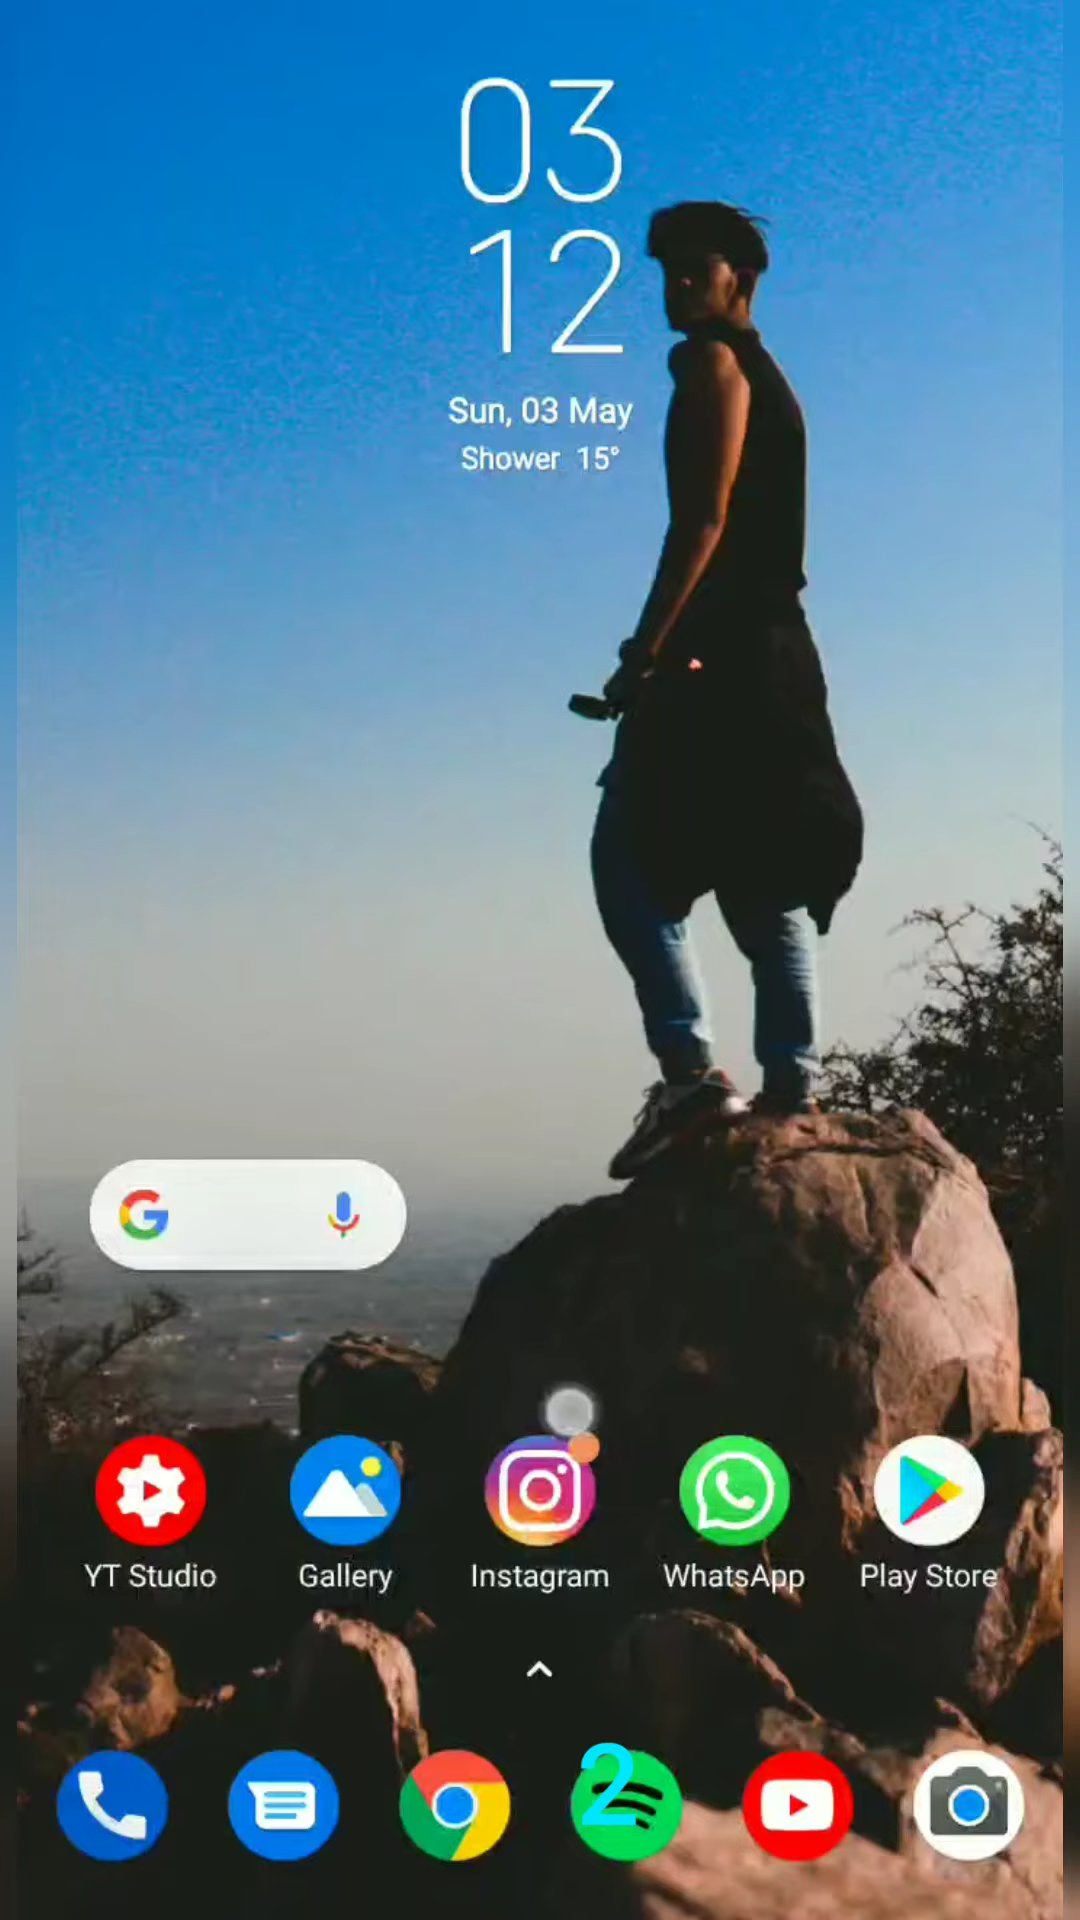 03
12
Sun, 03 May
Shower 15°
G
YT Studio
Gallery
Instagram
WhatsApp
Play Store
2